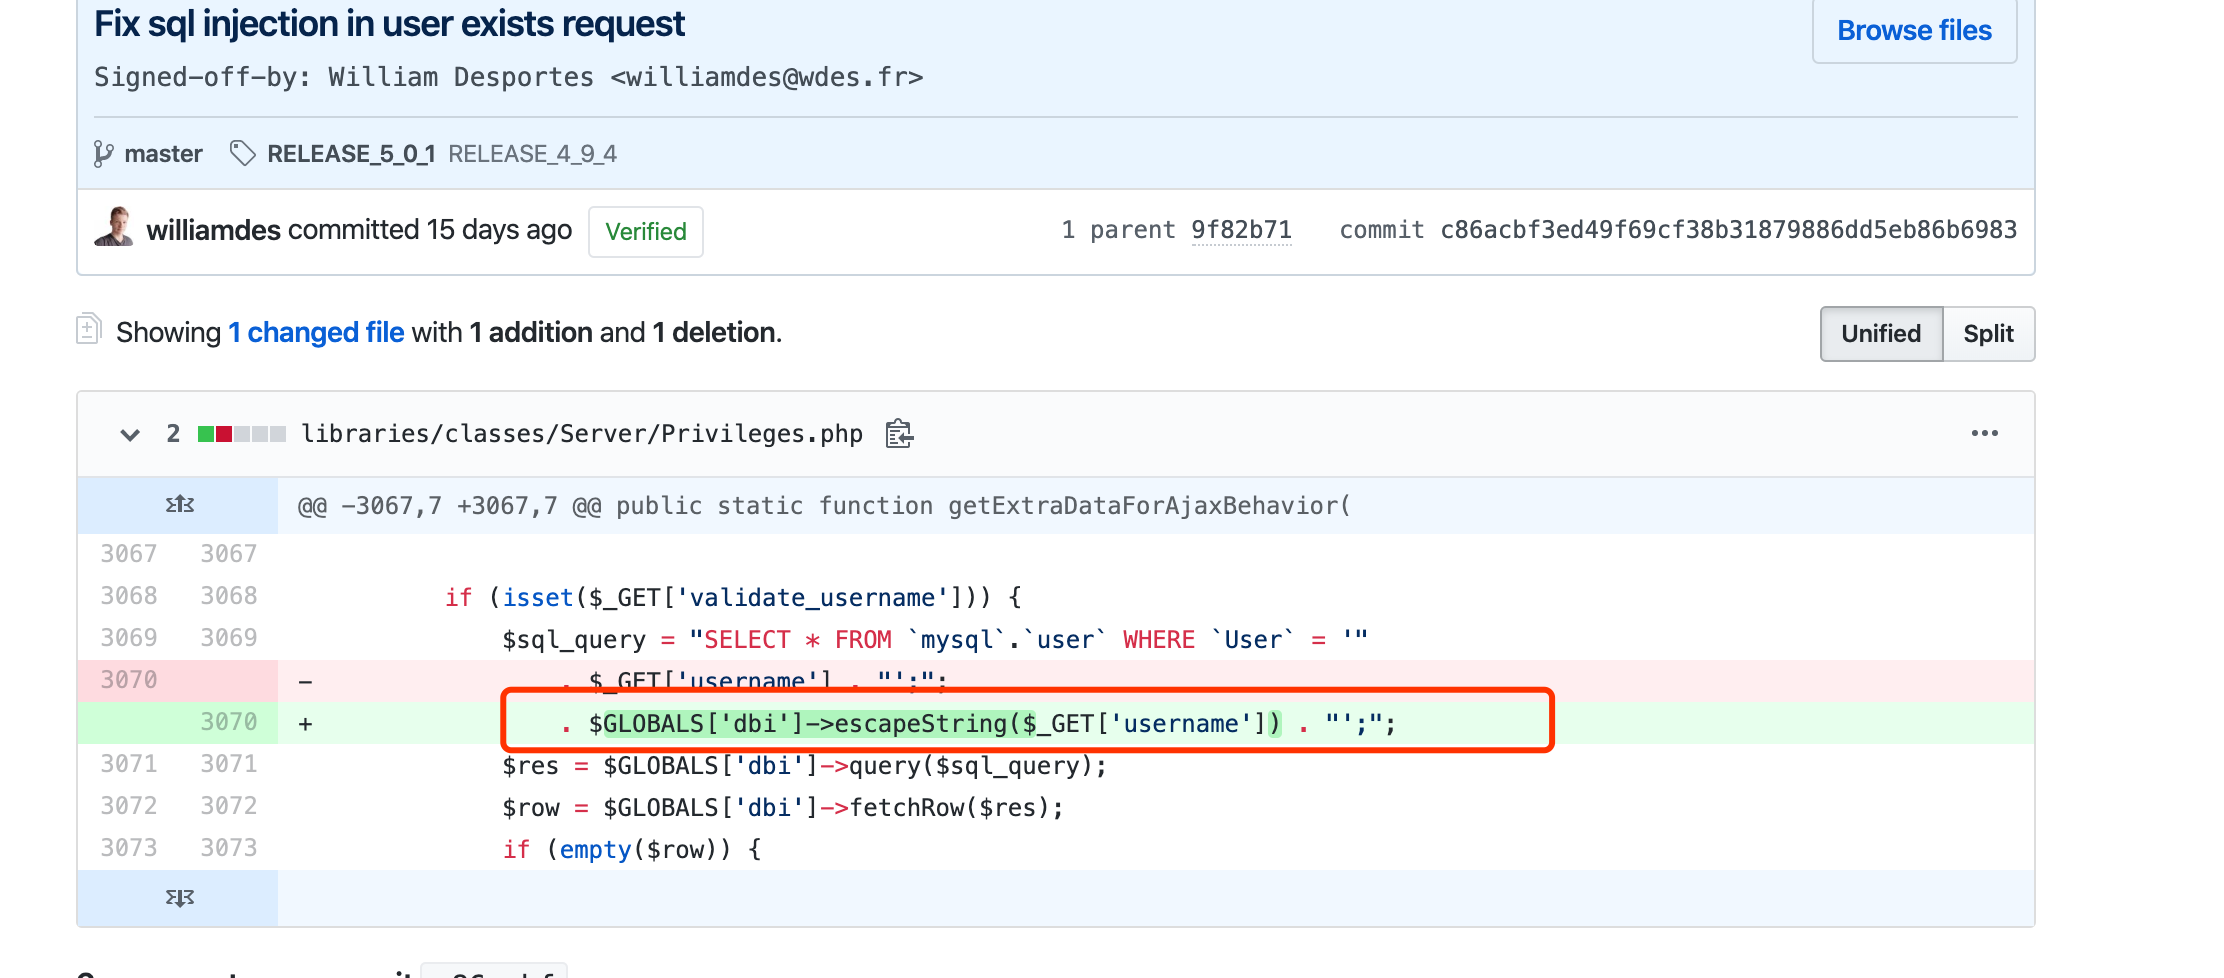 Fix sql injection in user exists request
Browse files
Signed-off-by: William Desportes <williamdes@wdes.fr>
master RELEASE_5_0_1 RELEASE_4_9_4
williamdes committed 15 days ago Verified 1 parent 9f82b71 commit c86acbf3ed49f69cf38b31879886dd5eb86b6983
Showing 1 changed file with 1 addition and 1 deletion.
Unified Split
2 libraries/classes/Server/Privileges.php
@@ -3067,7 +3067,7 @@ public static function getExtraDataForAjaxBehavior(
3067 3067
3068 3068 if (isset($_GET['validate_username'])) {
3069 3069 $sql_query = "SELECT * FROM `mysql`.`user` WHERE `User` = '"
3070 - . $_GET['username'] . "';";
3070 + . $GLOBALS['dbi']->escapeString($_GET['username']) . "';";
3071 3071 $res = $GLOBALS['dbi']->query($sql_query);
3072 3072 $row = $GLOBALS['dbi']->fetchRow($res);
3073 3073 if (empty($row)) {